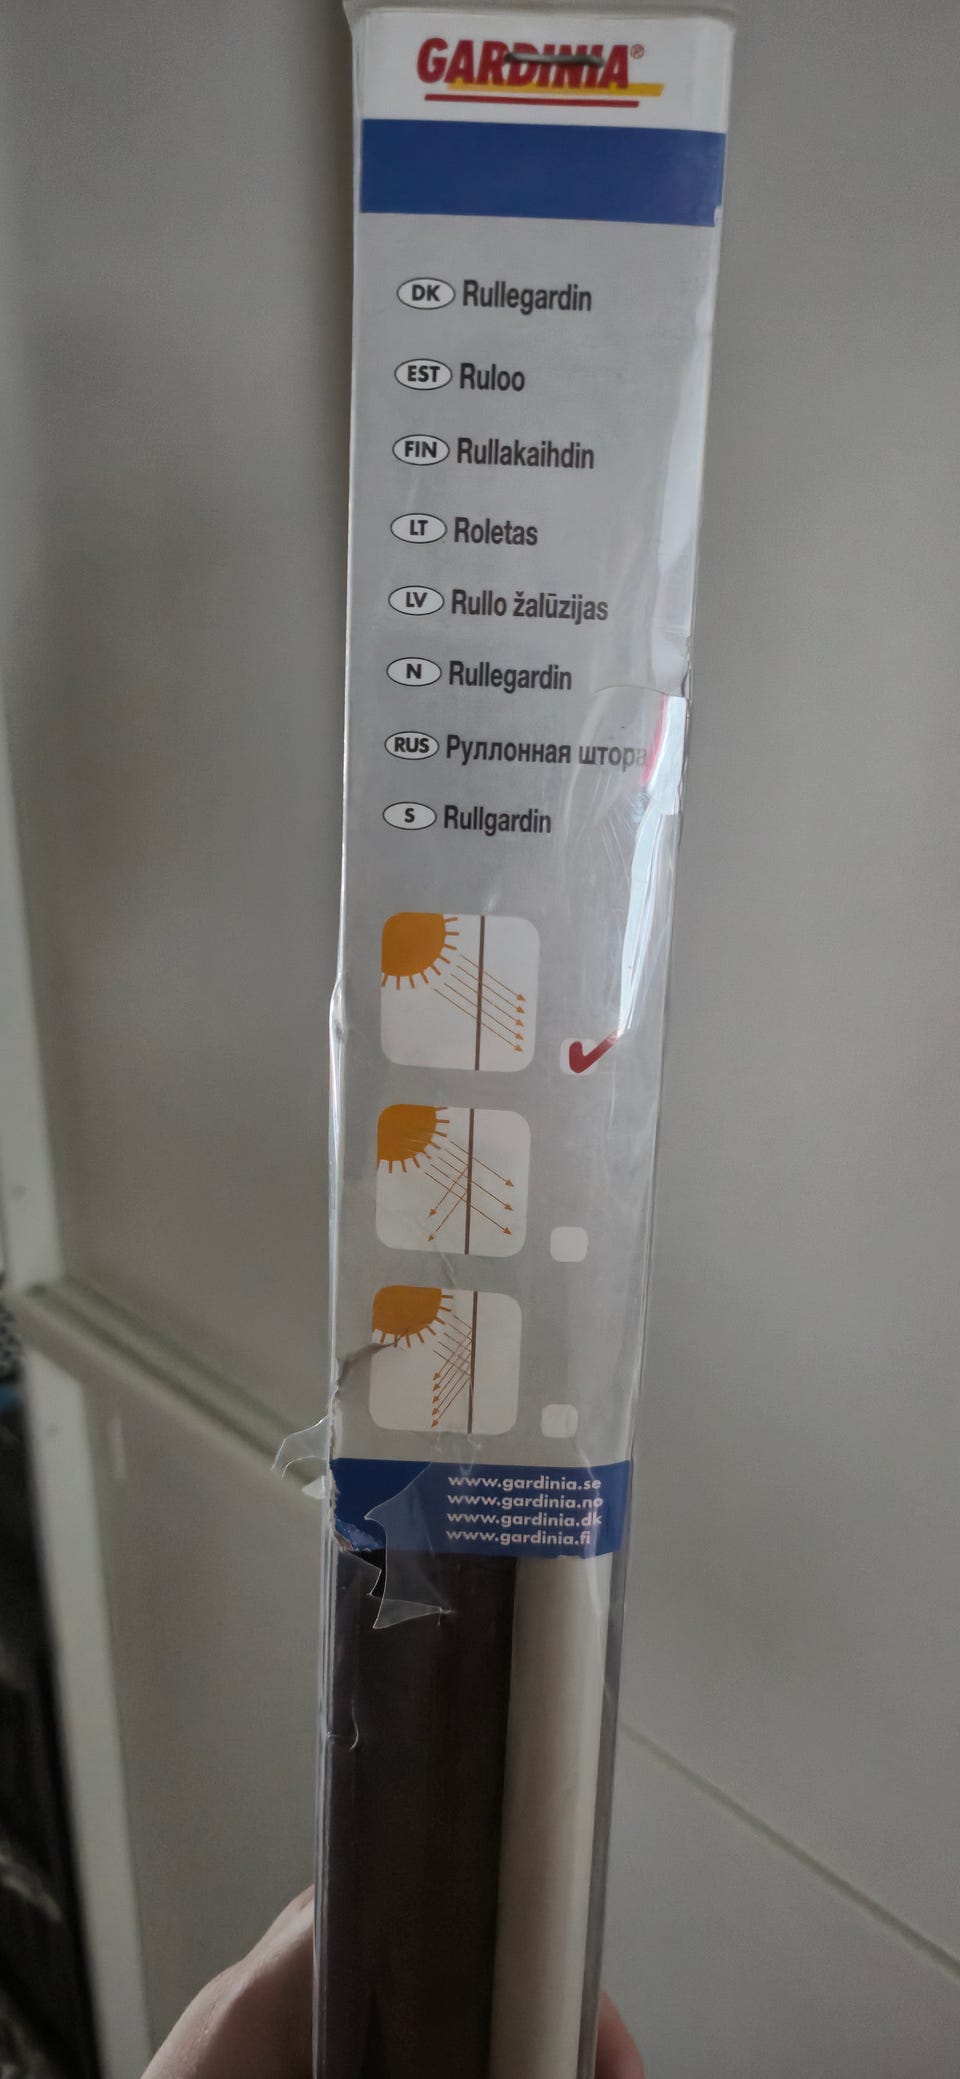 GARDINIA®
DK Rullegardin
EST Ruloo
FIN Rullakaihdin
LT Roletas
LV Rullo žalūzijas
N Rullegardin
RUS Руллонная штора
S Rullgardin
www.gardinia.se
www.gardinia.no
www.gardinia.dk
www.gardinia.fi